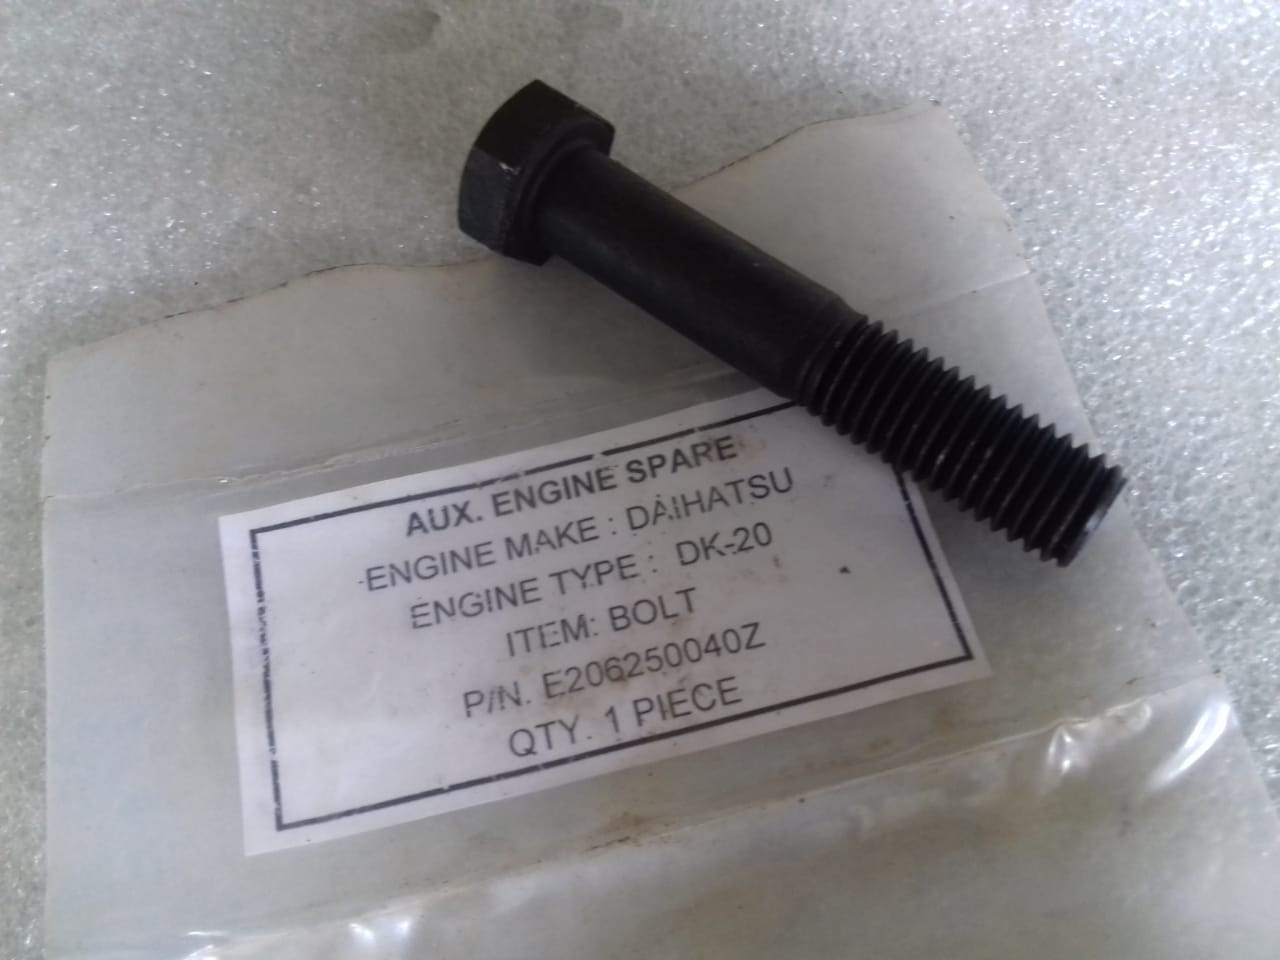 AUX. ENGINE SPARE
ENGINE MAKE : DAIHATSU
ENGINE TYPE : DK-20
ITEM: BOLT
P/N. E206250040Z
QTY. 1 PIECE